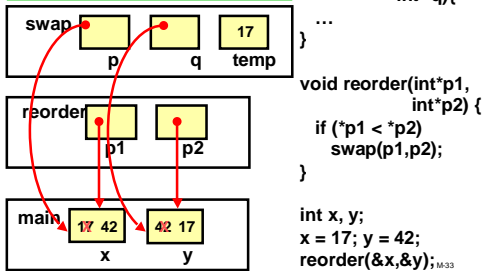 int *q){
swap
17
p q temp
…
}
void reorder(int*p1,
int*p2) {
if (*p1 < *p2)
swap(p1,p2);
}
reorder
p1 p2
main
17 42
42 17
x y
int x, y;
x = 17; y = 42;
reorder(&x,&y);
M-33